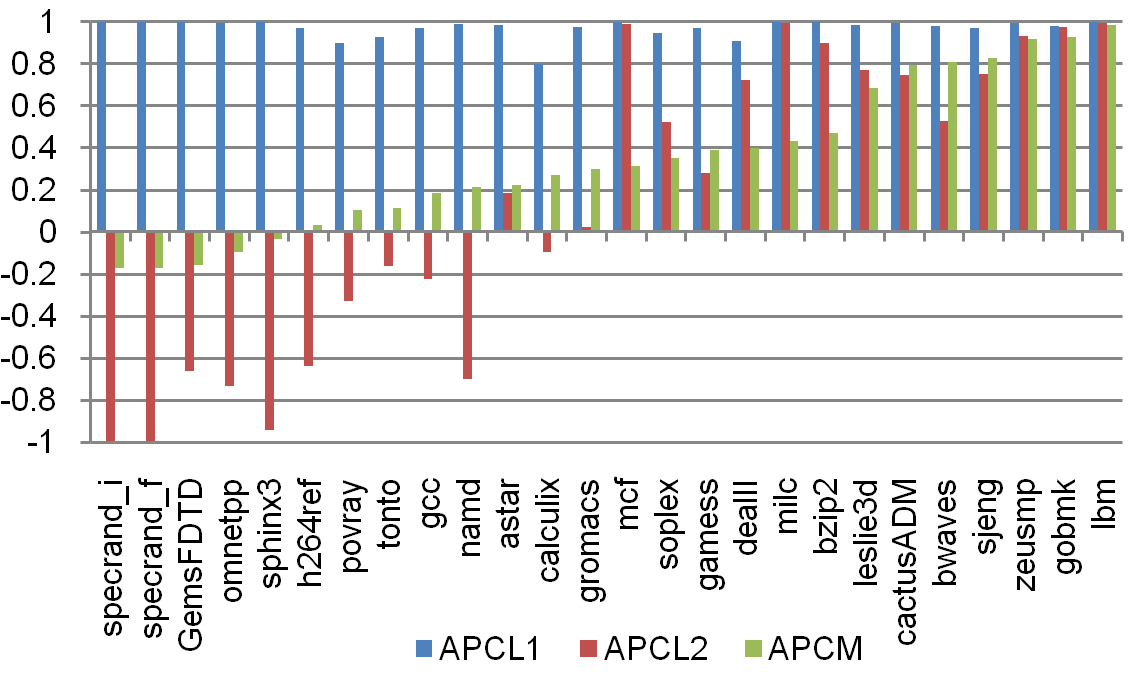 1
0.8
0.6
0.4
0.2
0
-0.2
-0.4
-0.6
-0.8
-1
specrand_i
specrand_f
GemsFDTD
omnetpp
sphinx3
h264ref
povray
tonto
gcc
namd
astar
calculix
gromacs
mcf
soplex
gamess
dealII
milc
bzip2
leslie3d
cactusADM
bwaves
sjeng
zeusmp
gobmk
lbm
APCL1 APCL2 APCM